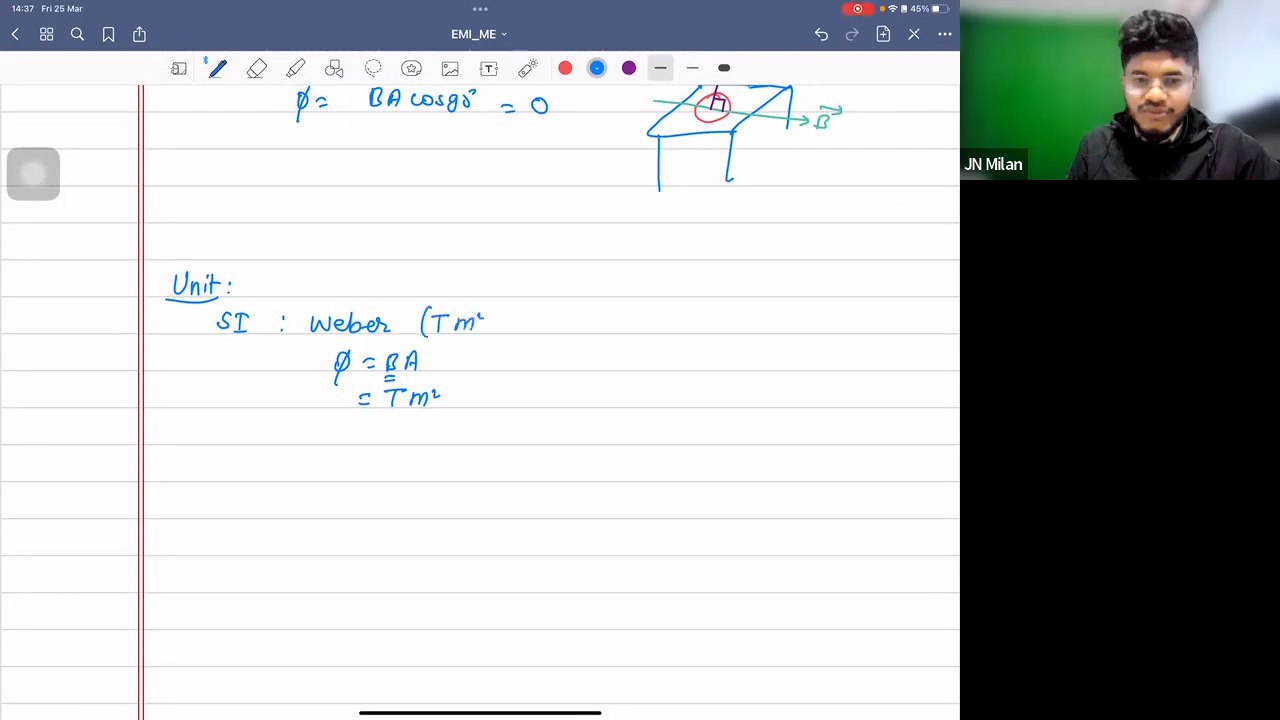 14:37 Fri 25 Mar
45%
EMI_ME
T
ϕ = BA cos90° = 0
B
JN Milan
Unit:
SI : Weber (Tm²
ϕ = BA
= Tm²